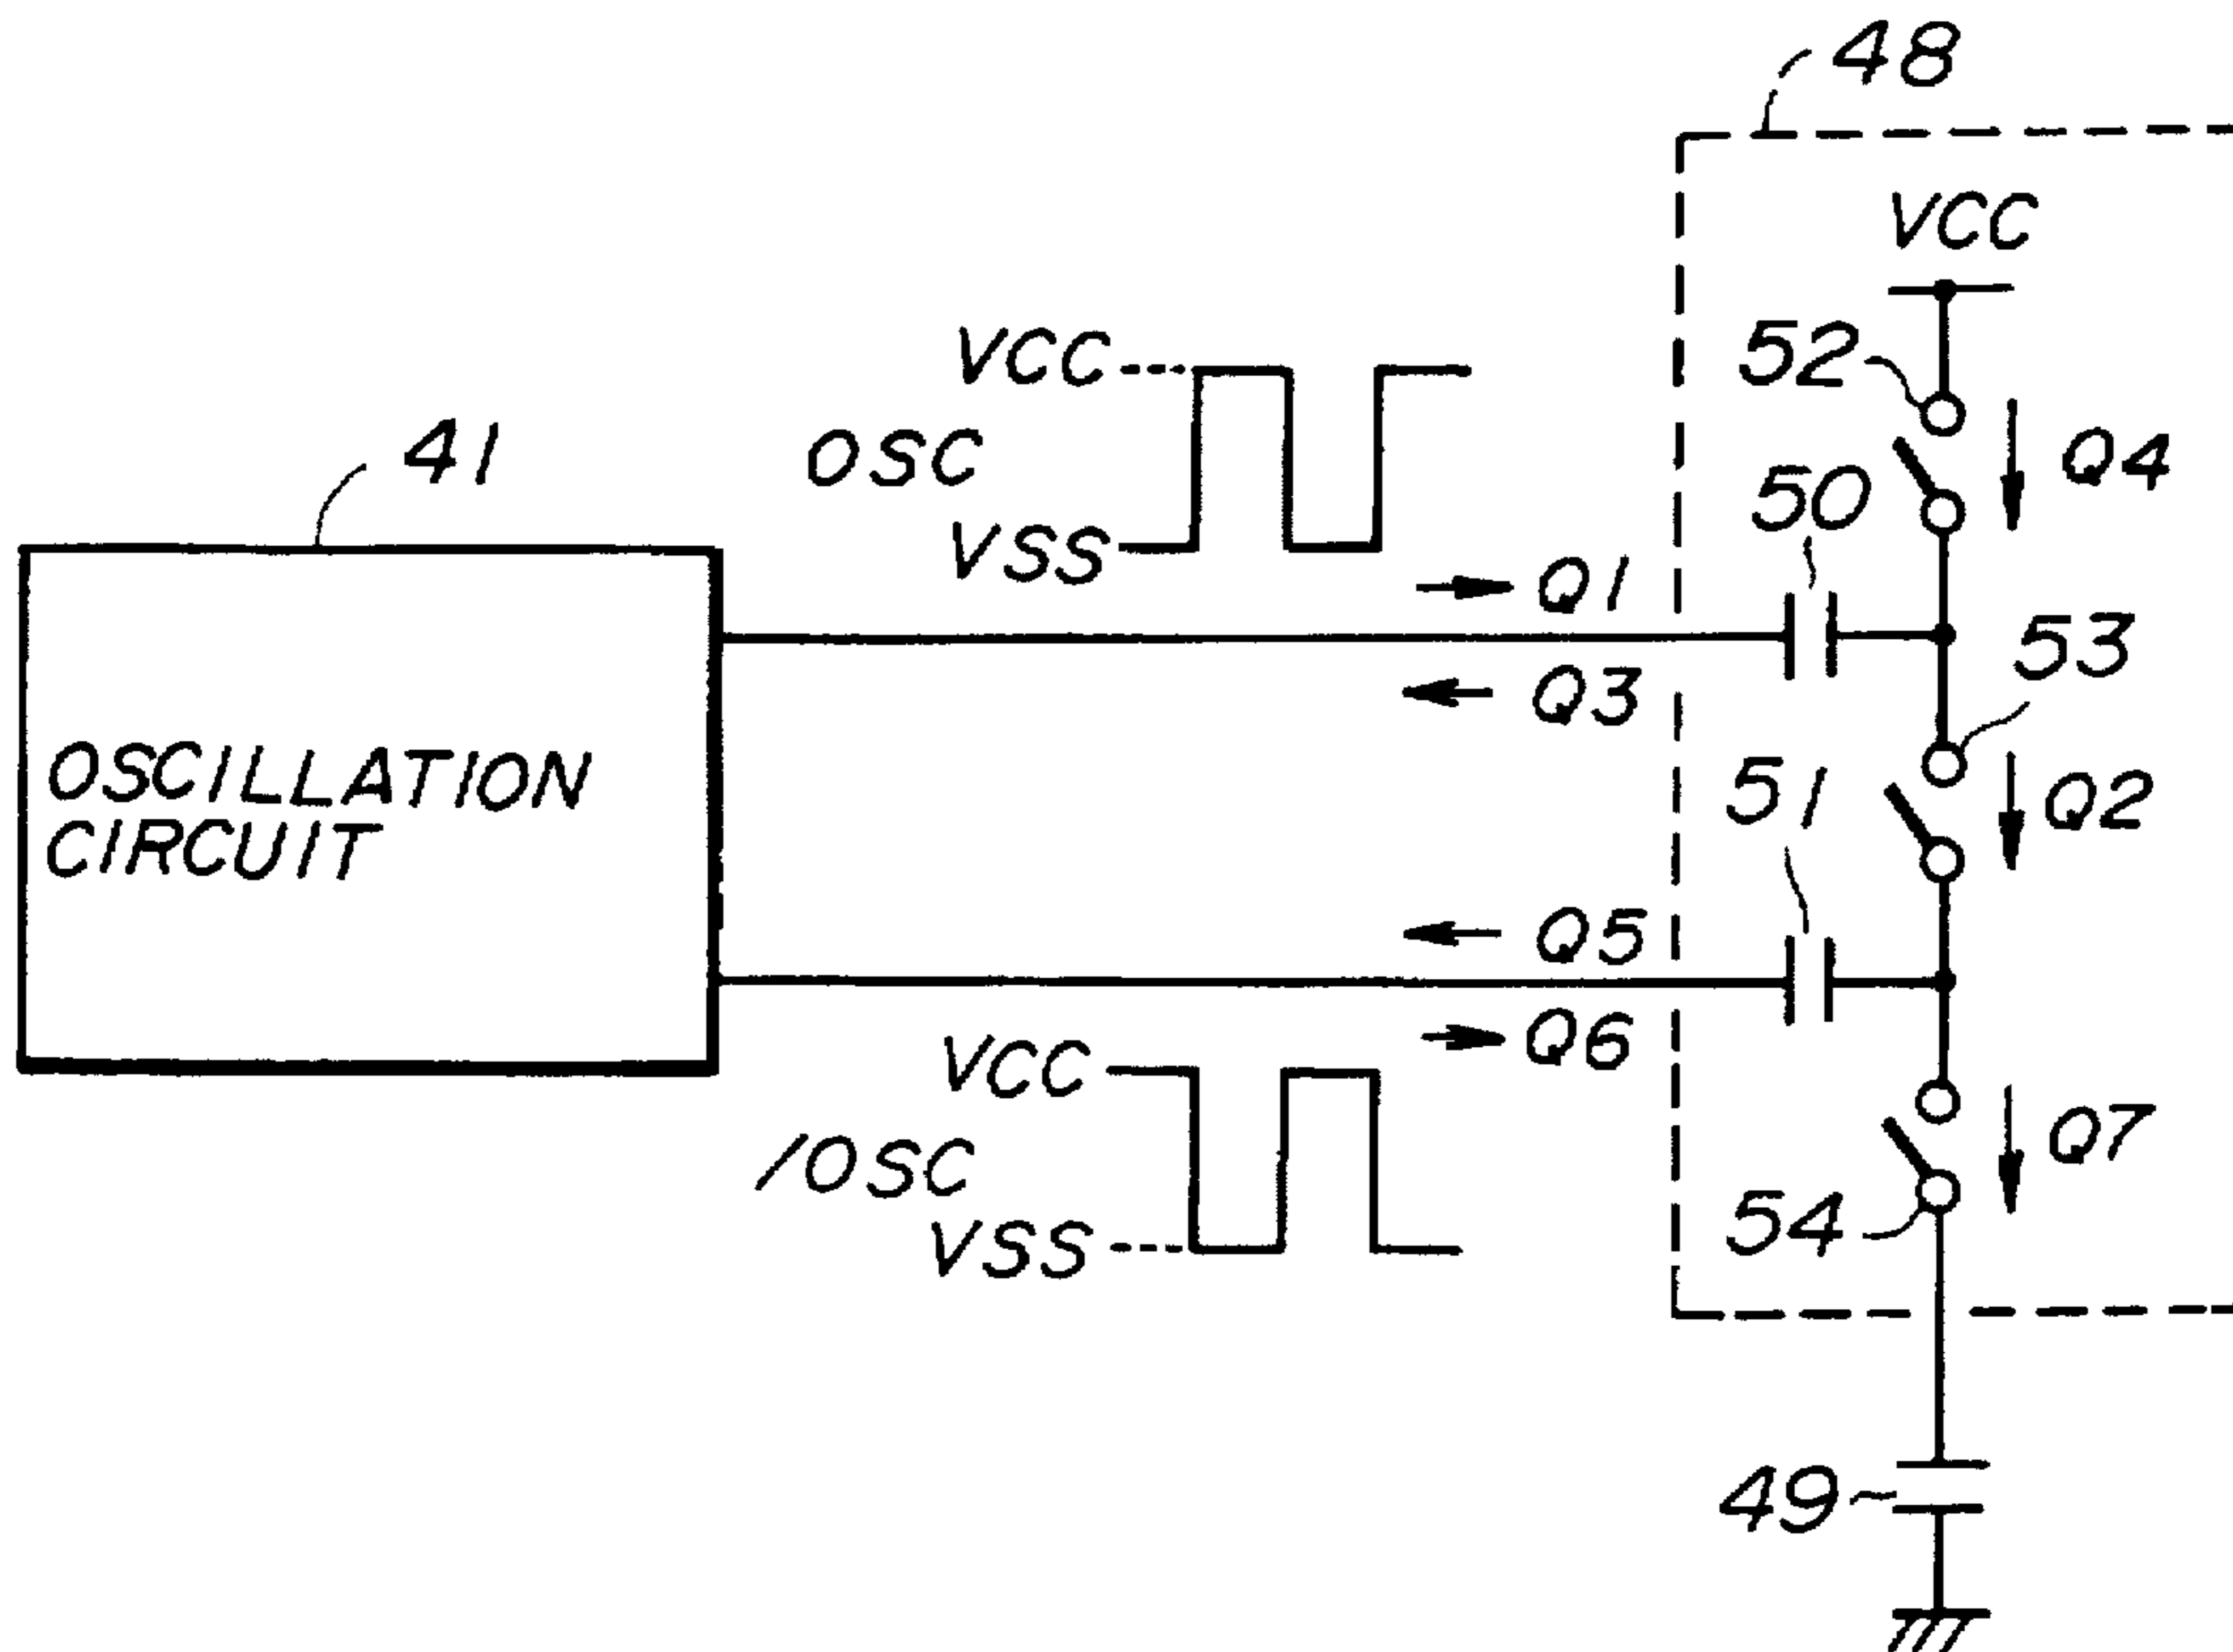 48
VCC
VCC
52
OSC
Q4
41
50
VSS
Q1
53
Q3
OSCILLATION
CIRCUIT
51
Q2
Q5
Q6
VCC
/OSC
Q7
54
VSS
49